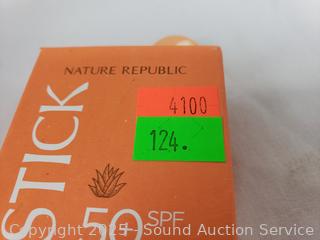 NATURE REPUBLIC
4100
124.
STICK
50 SPF
Copyright 2025 - Sound Auction Service